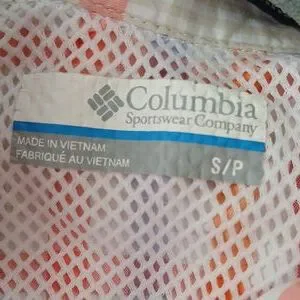 Columbia
Sportswear Company
MADE IN VIETNAM
FABRIQUÉ AU VIETNAM
S/P